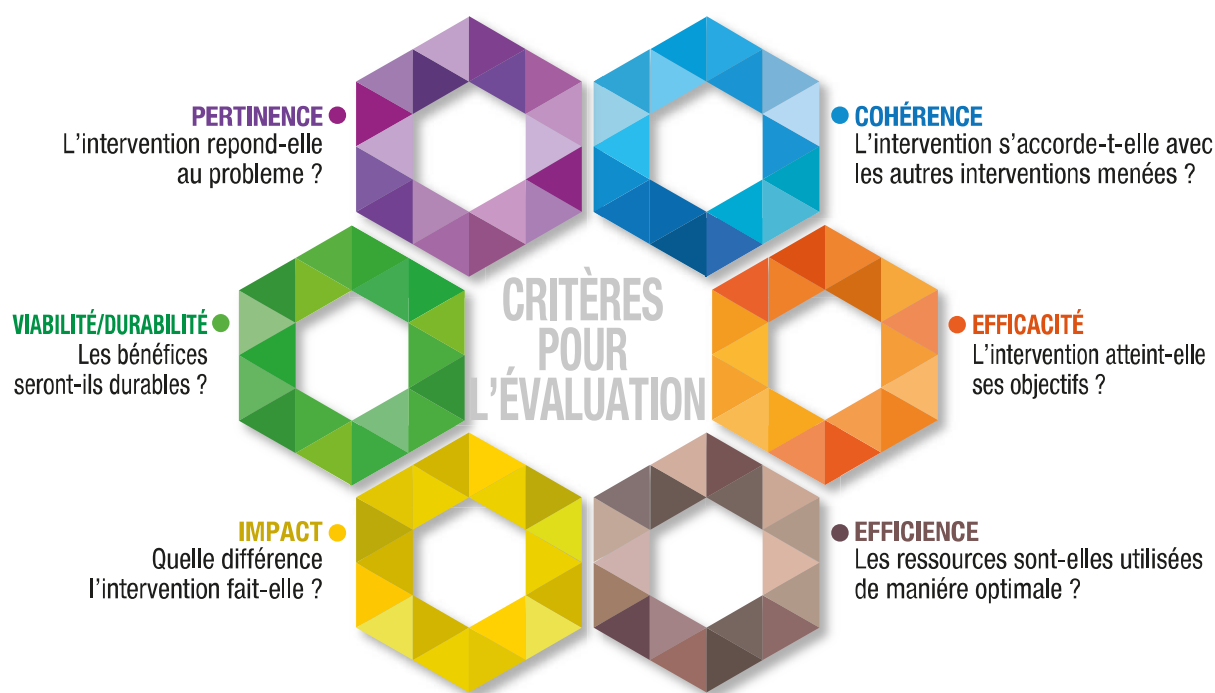 PERTINENCE
L'intervention repond-elle
au probleme ?
COHÉRENCE
L'intervention s'accorde-t-elle avec
les autres interventions menées ?
CRITÈRES
POUR
L'ÉVALUATION
VIABILITÉ/DURABILITÉ
Les bénéfices
seront-ils durables ?
EFFICACITÉ
L'intervention atteint-elle
ses objectifs ?
IMPACT
Quelle différence
l'intervention fait-elle ?
EFFICIENCE
Les ressources sont-elles utilisées
de maniére optimale ?